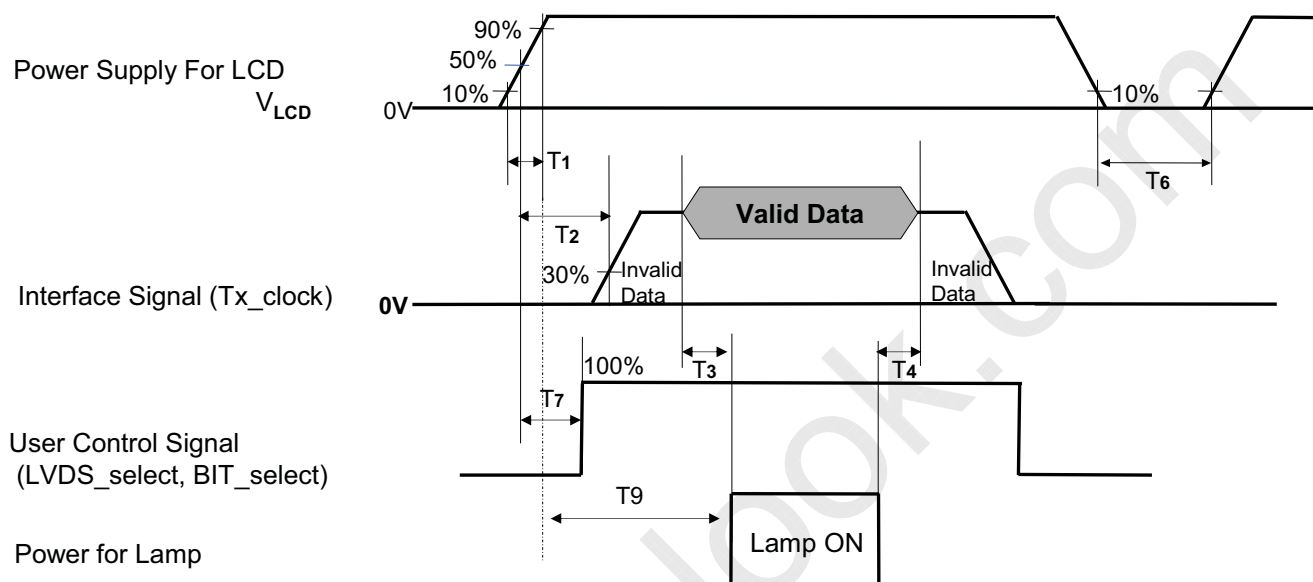 90%
50%
10%
Power Supply For LCD
VLCD
0V
10%
T1
T6
T2
Valid Data
30%
Invalid
Data
Invalid
Data
Interface Signal (Tx_clock)
0V
T3
T4
100%
T7
User Control Signal
(LVDS_select, BIT_select)
T9
Power for Lamp
Lamp ON
look.com